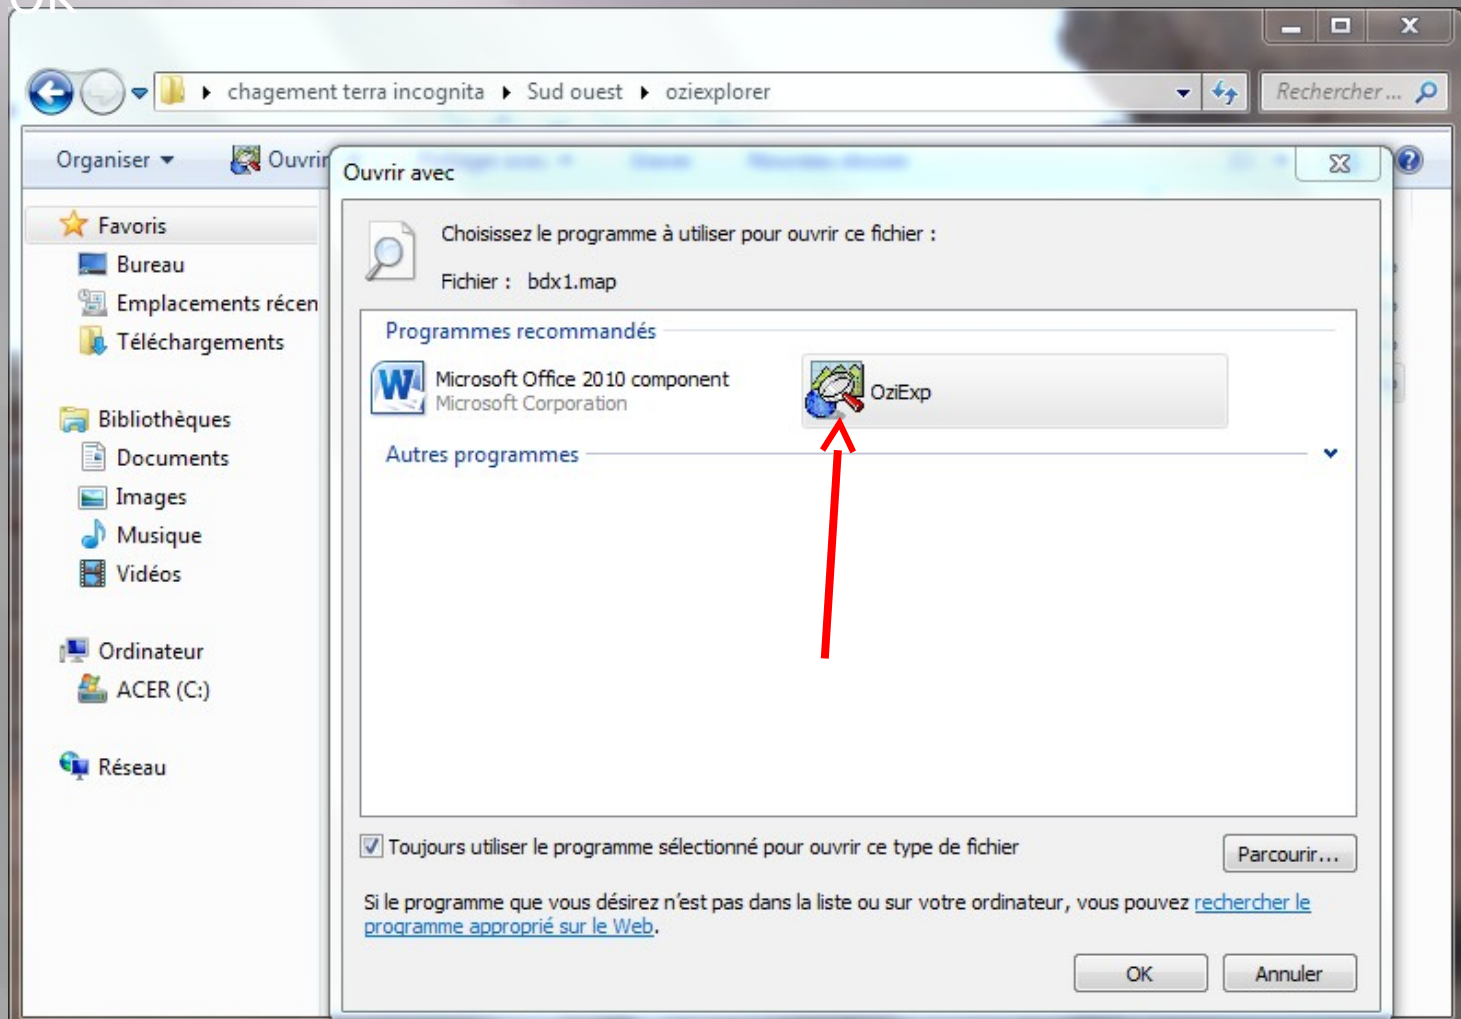 OK
chagement terra incognita Sud ouest oziexplorer
Rechercher ...
Organiser
Ouvrir
Ouvrir avec
Choisissez le programme à utiliser pour ouvrir ce fichier :
Fichier : bdx1.map
Favoris
Bureau
Emplacements récen
Téléchargements
Bibliothèques
Documents
Images
Musique
Vidéos
Ordinateur
ACER (C:)
Réseau
Programmes recommandés
Microsoft Office 2010 component
Microsoft Corporation
OziExp
Autres programmes
Toujours utiliser le programme sélectionné pour ouvrir ce type de fichier
Parcourir...
Si le programme que vous désirez n'est pas dans la liste ou sur votre ordinateur, vous pouvez rechercher le
programme approprié sur le Web.
OK
Annuler